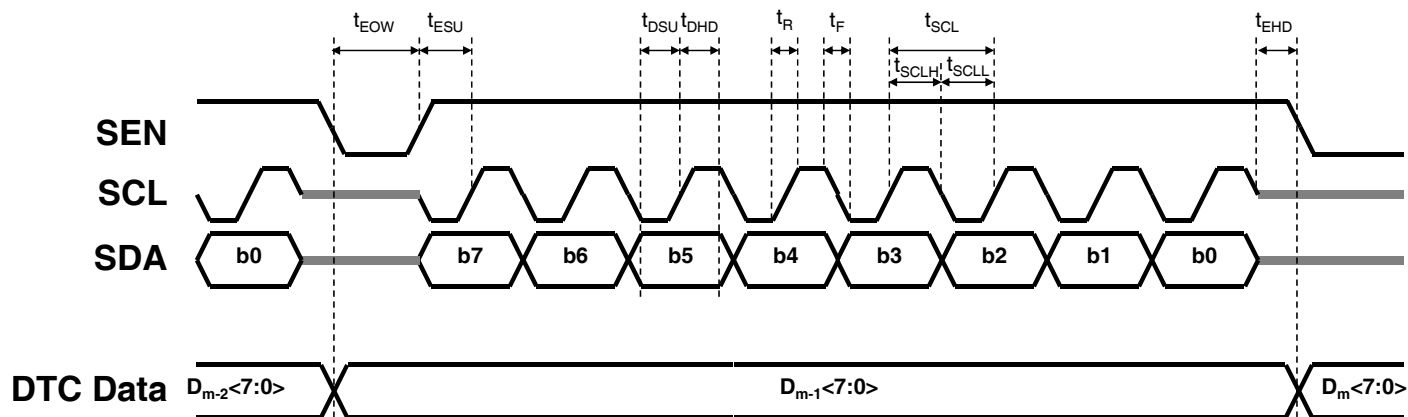 tEOW tESU tDSU tDHD tR tF tSCL tEHD
tSCLH tSCLL
SEN
SCL
SDA b0 b7 b6 b5 b4 b3 b2 b1 b0
DTC Data Dm-2<7:0> Dm-1<7:0> Dm<7:0>